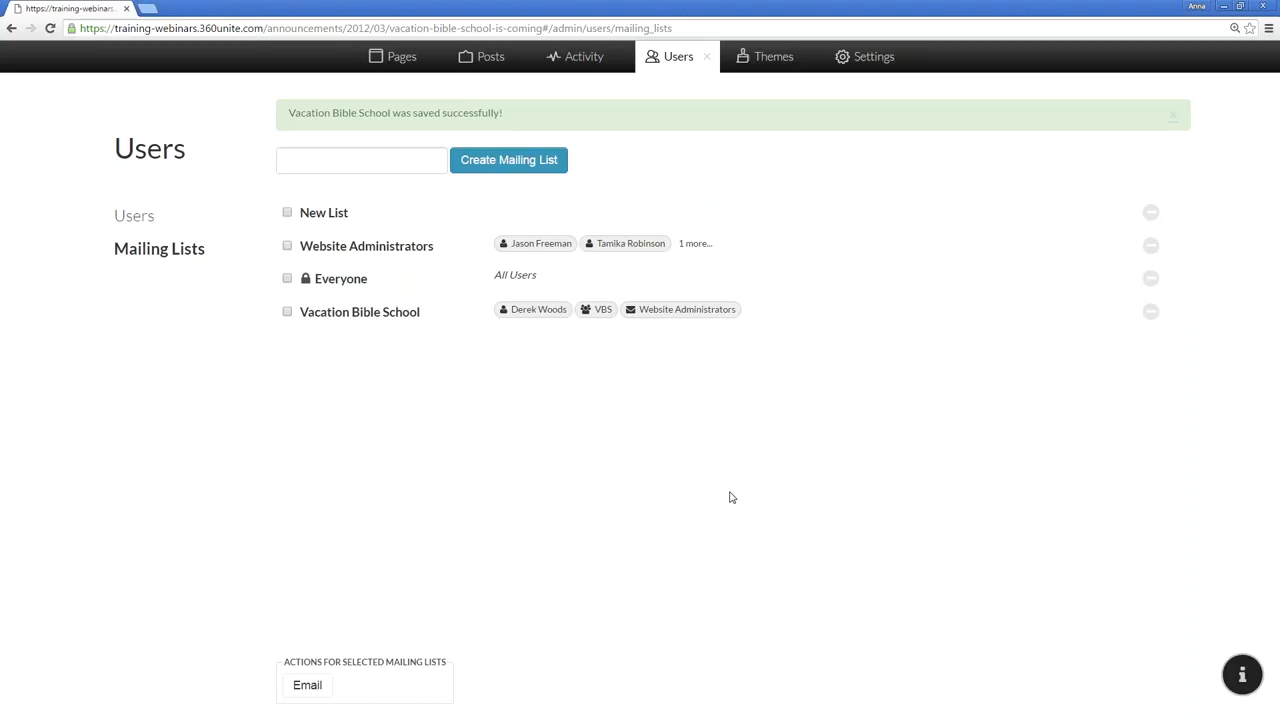 https://training-webinars.
Anna
https://training-webinars.360unite.com/announcements/2012/03/vacation-bible-school-is-coming#/admin/users/mailing_lists
Pages
Posts
Activity
Users
Themes
Settings
Vacation Bible School was saved successfully!
Users
Create Mailing List
Users
Mailing Lists
New List
Website Administrators
Jason Freeman
Tamika Robinson
1 more...
Everyone
All Users
Vacation Bible School
Derek Woods
VBS
Website Administrators
ACTIONS FOR SELECTED MAILING LISTS
Email